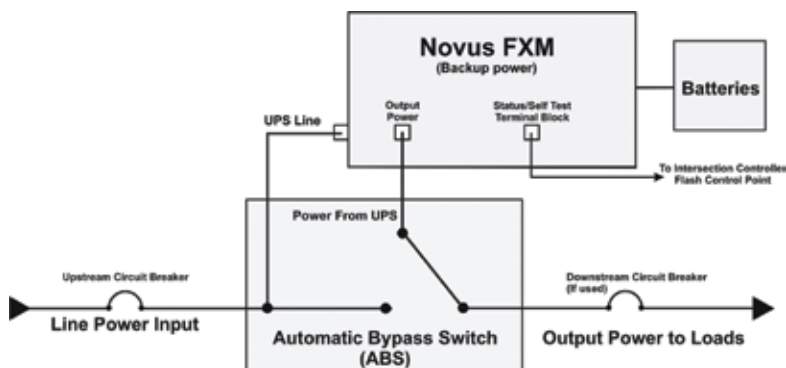 Novus FXM
(Backup power)
Batteries
Output
Power
Status/Self Test
Terminal Block
UPS Line
To Intersection Controller
Flash Control Point
Power From UPS
Upstream Circuit Breaker
Downstream Circuit Breaker
(If used)
Line Power Input
Automatic Bypass Switch
(ABS)
Output Power to Loads